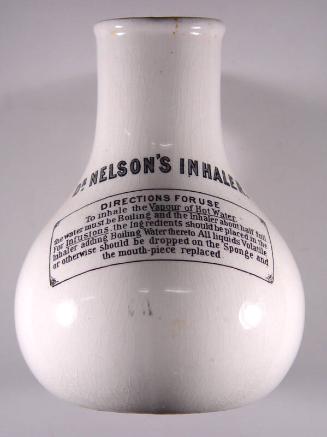 DR NELSON'S INHALER
DIRECTIONS FOR USE
To inhale the Vapour of Hot Water
the water must be Boiling and the Inhaler about half full
For Infusions, the Ingredients should be placed in the
Inhaler adding Boiling Water thereto All liquids Volatile
or otherwise should be dropped on the Sponge and
the mouth-piece replaced